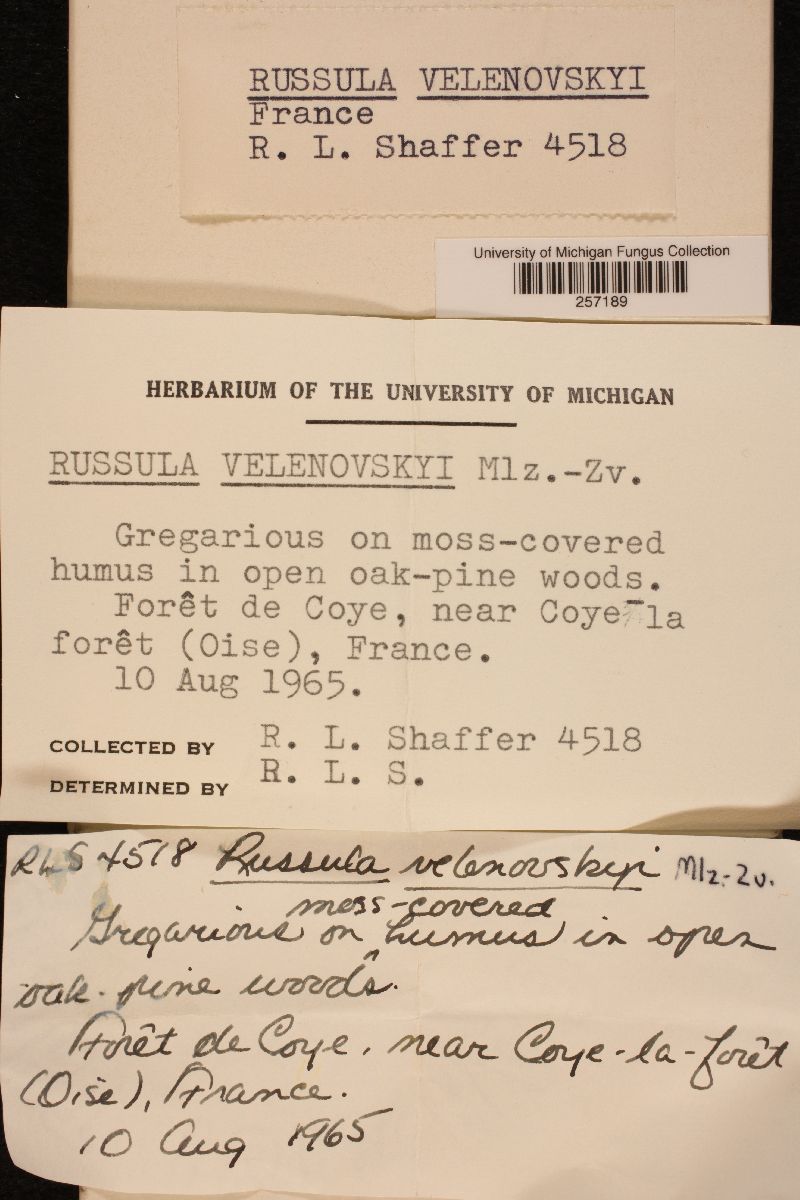 RUSSULA VELENOVSKYI
France
R. L. Shaffer 4518
University of Michigan Fungus Collection
257189
HERBARIUM OF THE UNIVERSITY OF MICHIGAN
RUSSULA VELENOVSKYI Mlz.-Zv.
Gregarious on moss-covered
humus in open oak-pine woods.
Forêt de Coye, near Coye-la
forêt (Oise), France.
10 Aug 1965.
COLLECTED BY R. L. Shaffer 4518
DETERMINED BY R. L. S.
RLS 4518 Russula velenovskyi Mlz.-Zv.
moss-covered
Gregarious on humus in open
oak-pine woods.
Forêt de Coye, near Coye-la-forêt
(Oise), France.
10 Aug 1965